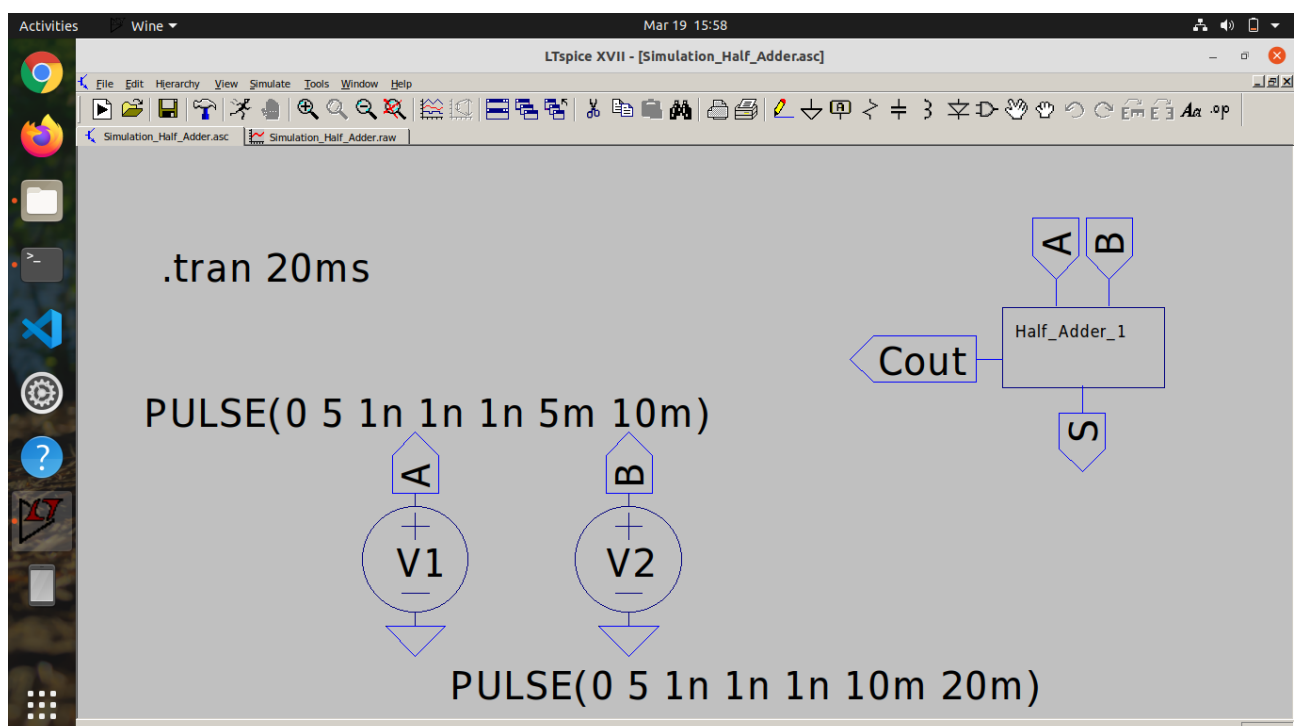 Activities Wine Mar 19 15:58
LTspice XVII - [Simulation_Half_Adder.asc]
File Edit Hierarchy View Simulate Tools Window Help
Aa .op
Simulation_Half_Adder.asc Simulation_Half_Adder.raw
.tran 20ms
A B
Half_Adder_1
Cout
S
PULSE(0 5 1n 1n 1n 5m 10m)
A B
V1 V2
PULSE(0 5 1n 1n 1n 10m 20m)